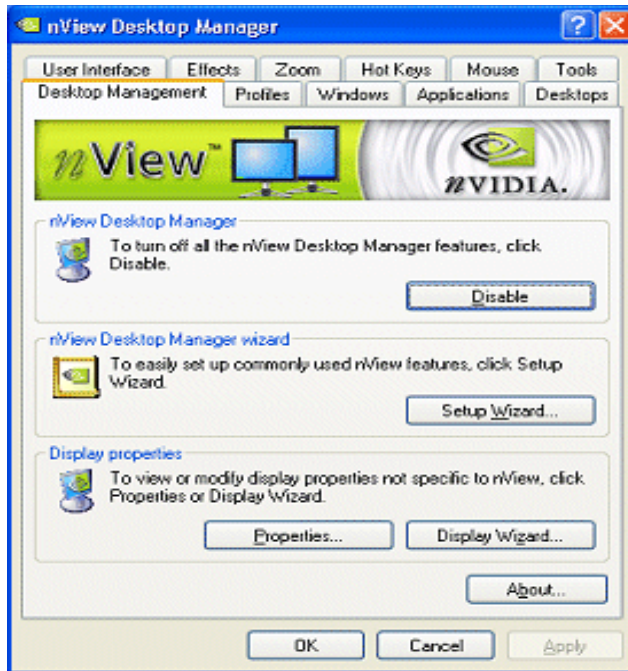 nView Desktop Manager
User Interface Effects Zoom Hot Keys Mouse Tools
Desktop Management Profiles Windows Applications Desktops
nView™ nVIDIA.
nView Desktop Manager
To turn off all the nView Desktop Manager features, click
Disable.
Disable
nView Desktop Manager wizard
To easily set up commonly used nView features, click Setup
Wizard.
Setup Wizard...
Display properties
To view or modify display properties not specific to nView, click
Properties or Display Wizard.
Properties... Display Wizard...
About...
OK Cancel Apply